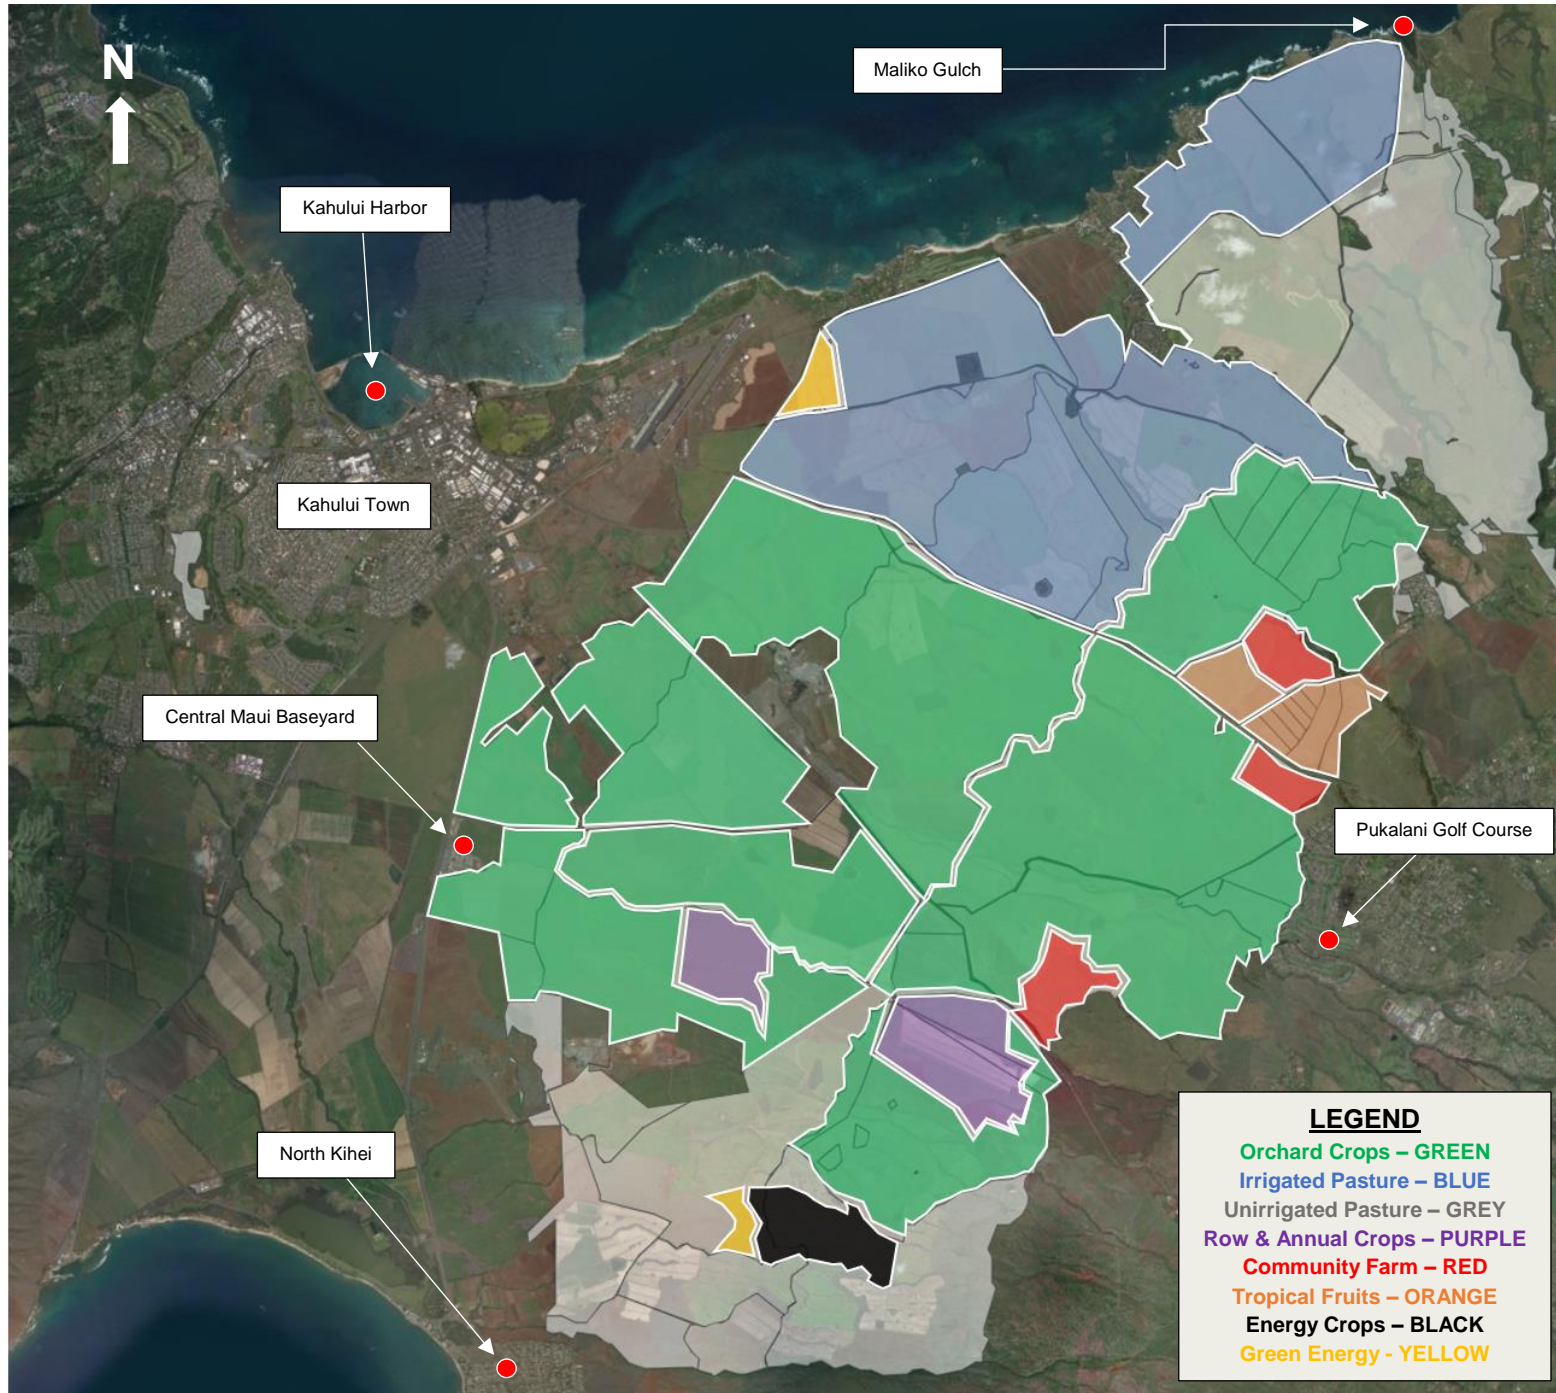 N
Maliko Gulch
Kahului Harbor
Kahului Town
Central Maui Baseyard
Pukalani Golf Course
North Kihei
LEGEND
Orchard Crops – GREEN
Irrigated Pasture – BLUE
Unirrigated Pasture – GREY
Row & Annual Crops – PURPLE
Community Farm – RED
Tropical Fruits – ORANGE
Energy Crops – BLACK
Green Energy - YELLOW